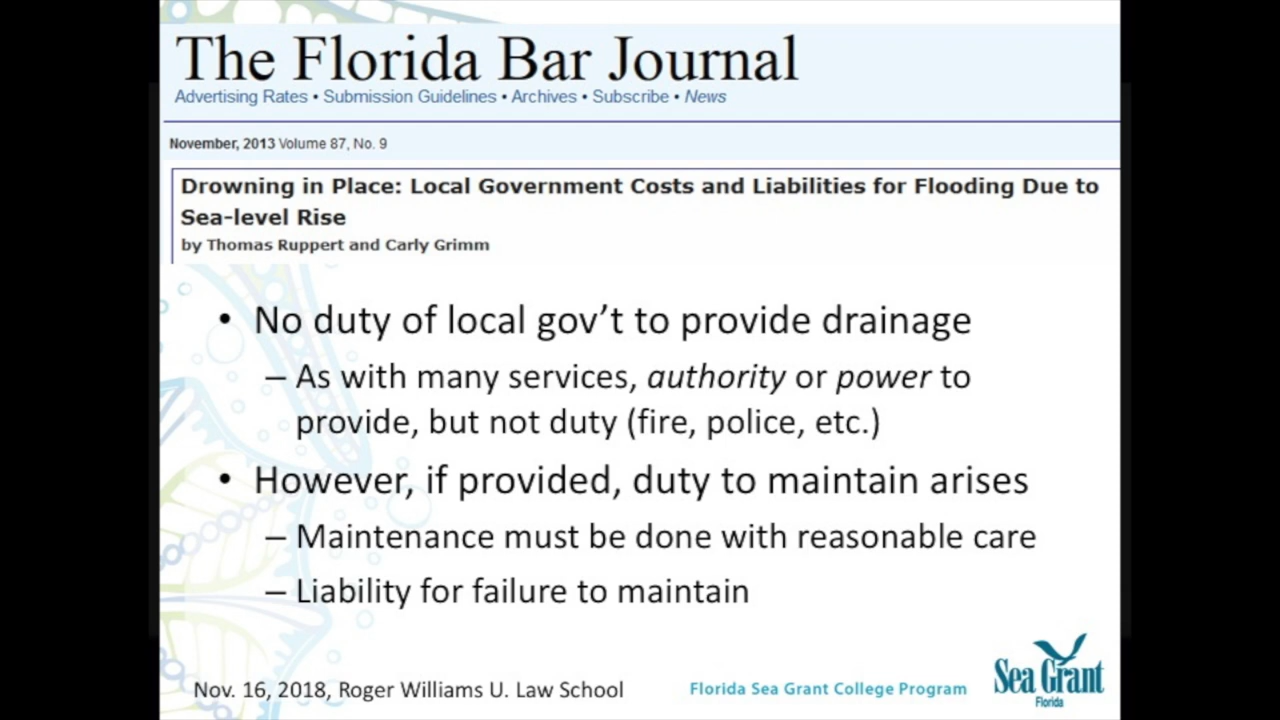 The Florida Bar Journal
Advertising Rates • Submission Guidelines • Archives • Subscribe • News
November, 2013 Volume 87, No. 9
Drowning in Place: Local Government Costs and Liabilities for Flooding Due to
Sea-level Rise
by Thomas Ruppert and Carly Grimm
• No duty of local gov’t to provide drainage
– As with many services, authority or power to
provide, but not duty (fire, police, etc.)
• However, if provided, duty to maintain arises
– Maintenance must be done with reasonable care
– Liability for failure to maintain
Nov. 16, 2018, Roger Williams U. Law School
Florida Sea Grant College Program
Sea Grant
Florida